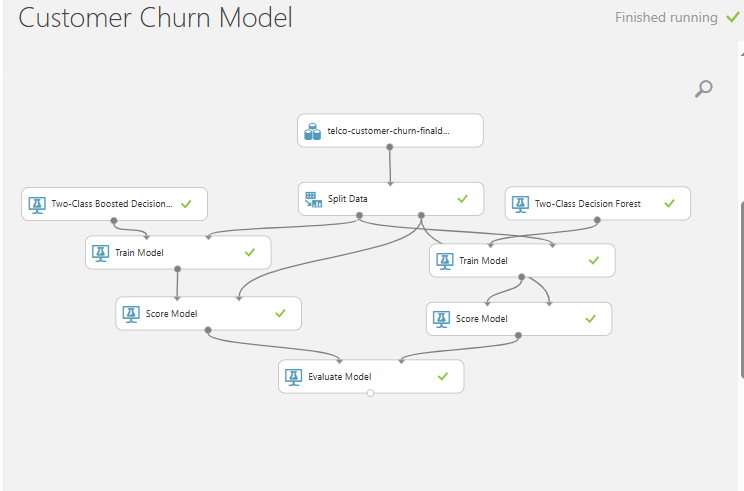 Customer Churn Model
Finished running
telco-customer-churn-finald...
Split Data
Two-Class Boosted Decision...
Two-Class Decision Forest
Train Model
Train Model
Score Model
Score Model
Evaluate Model